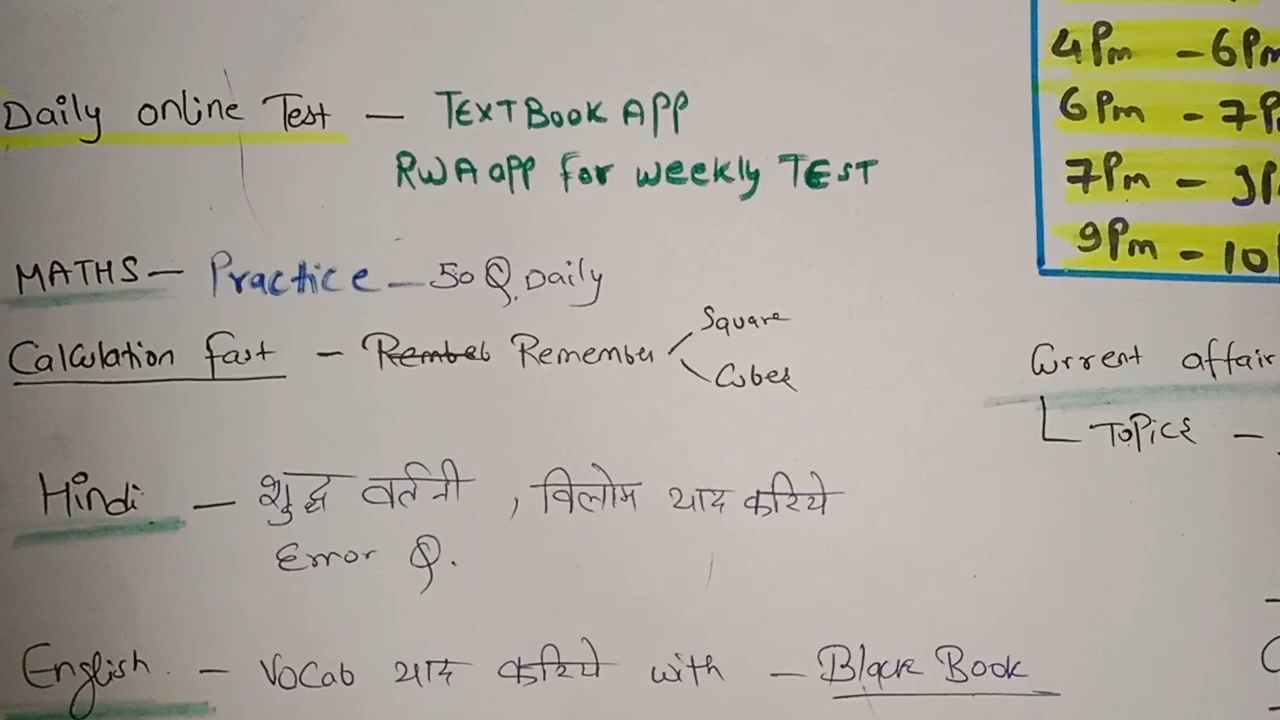 Daily online Test — TEXTBOOK APP
RWA app for weekly TEST
MATHS — Practice — 50 Q. Daily
Calculation fast — Remember Square
Cubes
Hindi — शुद्ध वर्तनी , विलोम याद करिये
Error Q.
English. — Vocab याद करिये with — Black Book
4Pm - 6Pm
6Pm - 7P
7Pm - 9P
9Pm - 10
Current affair
Topics —